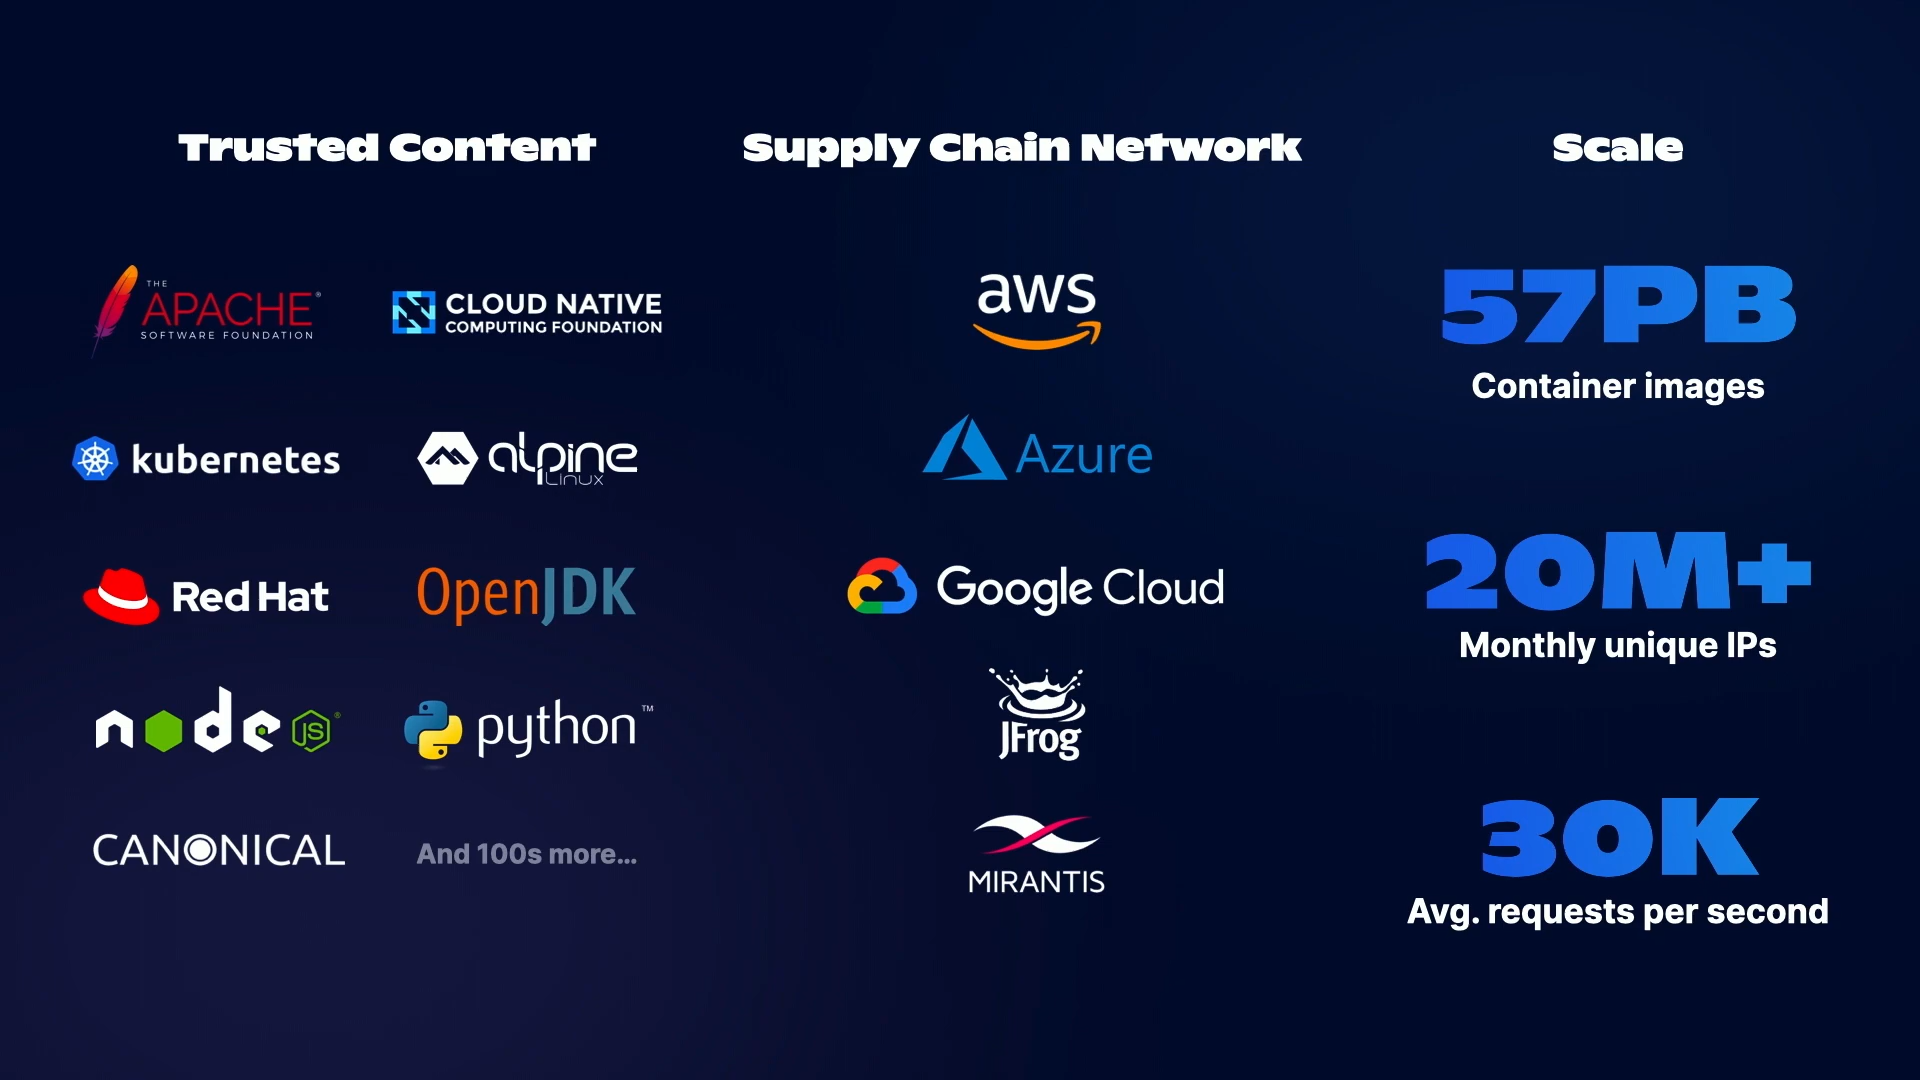 Trusted Content
THE
APACHE®
SOFTWARE FOUNDATION
CLOUD NATIVE
COMPUTING FOUNDATION
kubernetes
alpine
Linux
Red Hat
OpenJDK
node
JS®
python™
CANONICAL
And 100s more...
Supply Chain Network
aws
Azure
Google Cloud
JFrog
MIRANTIS
Scale
57PB
Container images
20M+
Monthly unique IPs
30K
Avg. requests per second